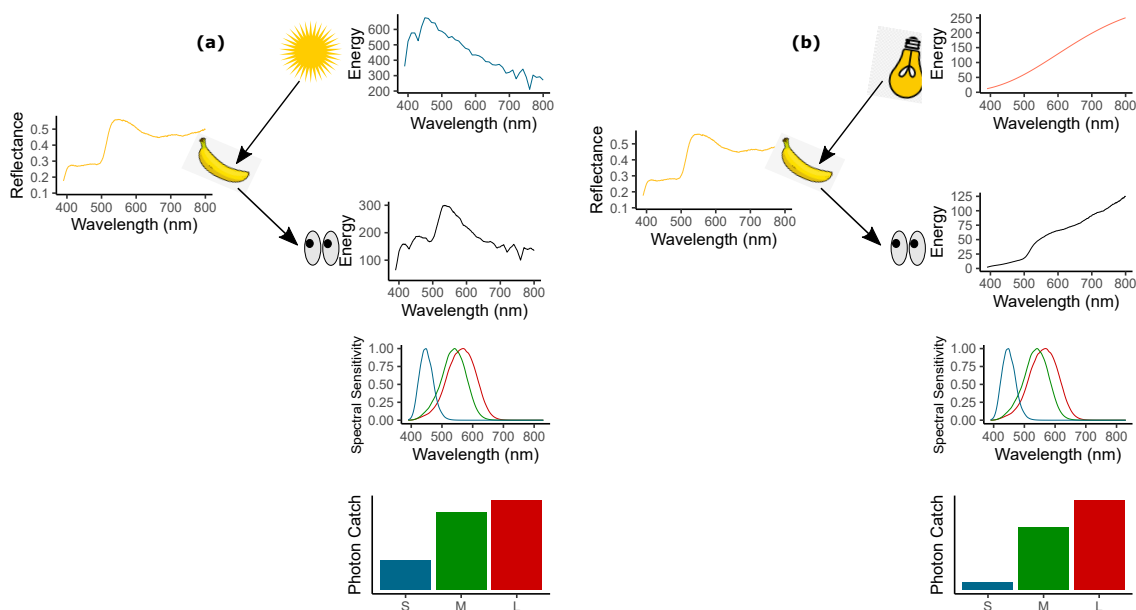 (a)
Energy
600
500
400
300
200
400 500 600 700 800
Wavelength (nm)
Reflectance
0.5
0.4
0.3
0.2
0.1
400 500 600 700 800
Wavelength (nm)
Energy
300
200
100
400 500 600 700 800
Wavelength (nm)
Spectral Sensitivity
1.00
0.75
0.50
0.25
0.00
400 500 600 700 800
Wavelength (nm)
Photon Catch
S M L
(b)
Energy
250
200
150
100
50
0
400 500 600 700 800
Wavelength (nm)
Reflectance
0.5
0.4
0.3
0.2
0.1
400 500 600 700 800
Wavelength (nm)
Energy
125
100
75
50
25
0
400 500 600 700 800
Wavelength (nm)
Spectral Sensitivity
1.00
0.75
0.50
0.25
0.00
400 500 600 700 800
Wavelength (nm)
Photon Catch
S M L